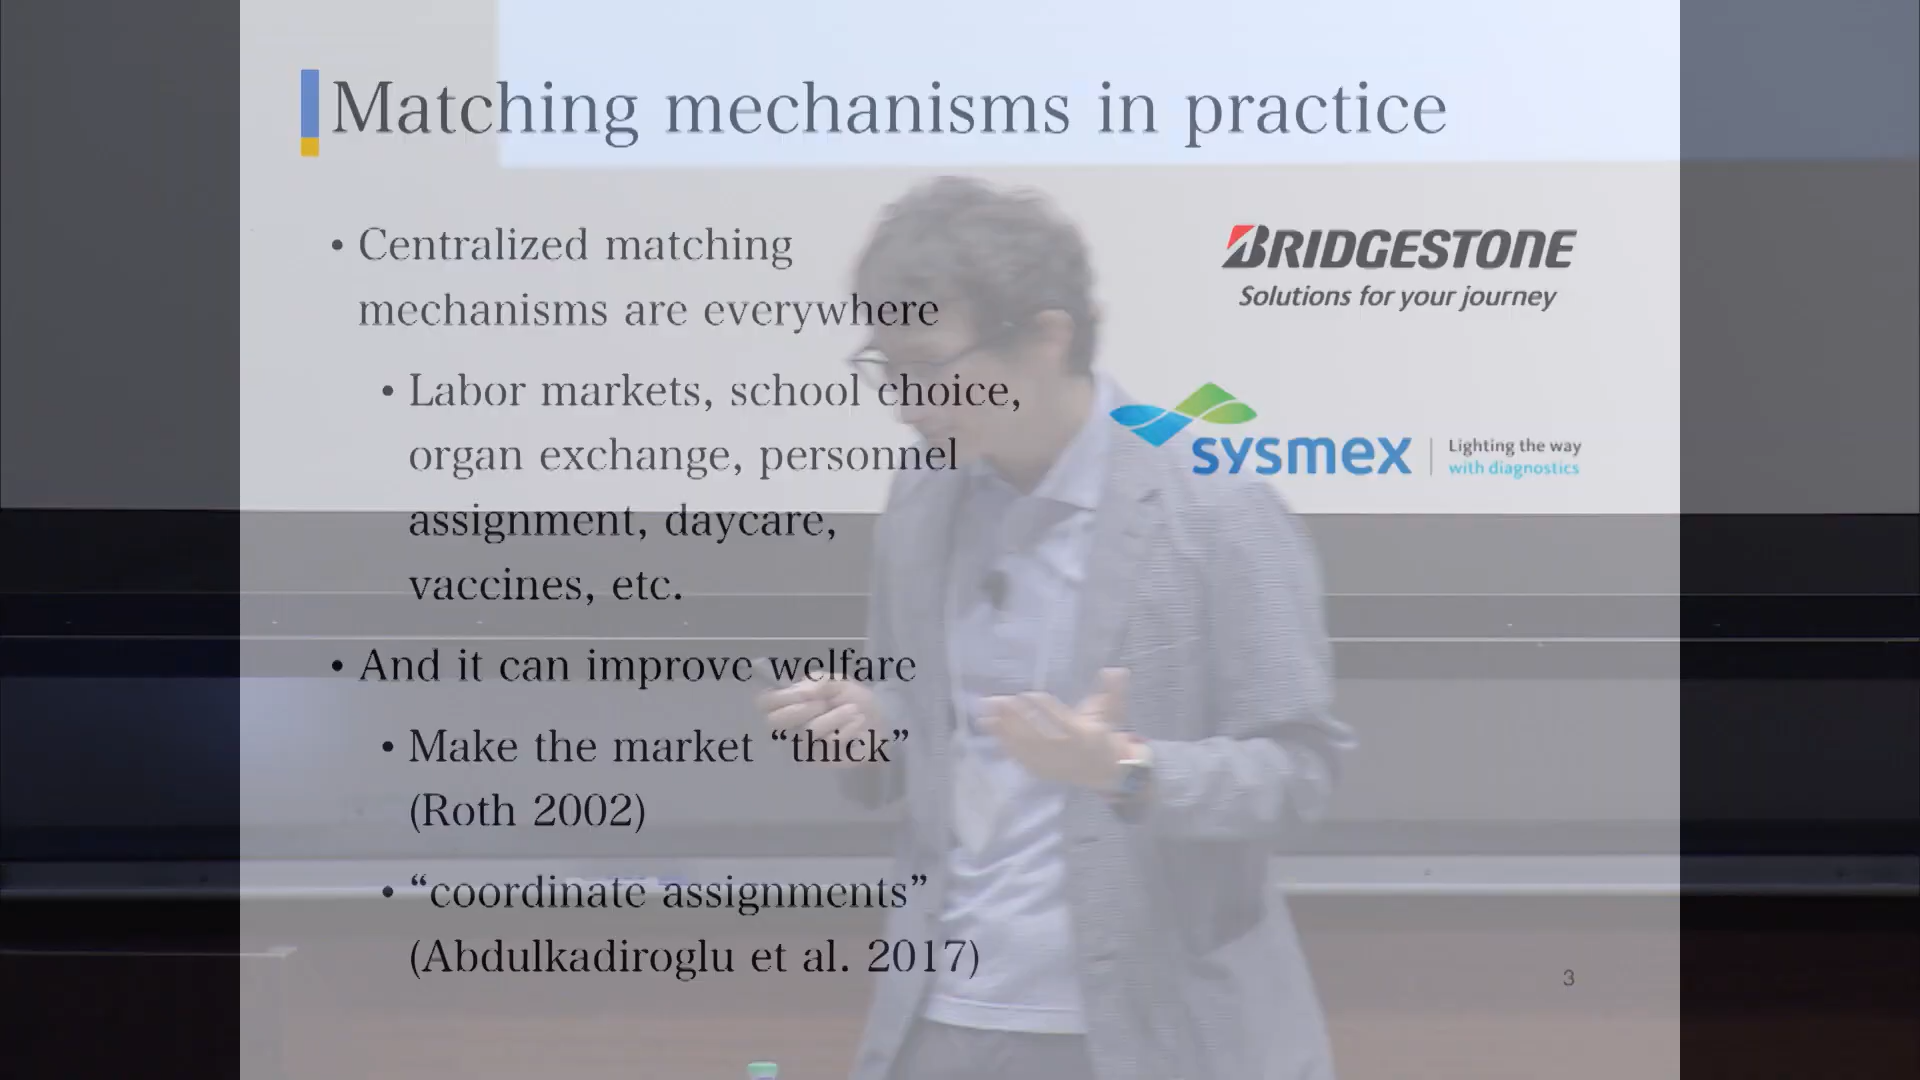 Matching mechanisms in practice
• Centralized matching
mechanisms are everywhere
• Labor markets, school choice,
organ exchange, personnel
assignment, daycare,
vaccines, etc.
• And it can improve welfare
• Make the market “thick”
(Roth 2002)
• “coordinate assignments”
(Abdulkadiroglu et al. 2017)
BRIDGESTONE
Solutions for your journey
sysmex
Lighting the way
with diagnostics
3